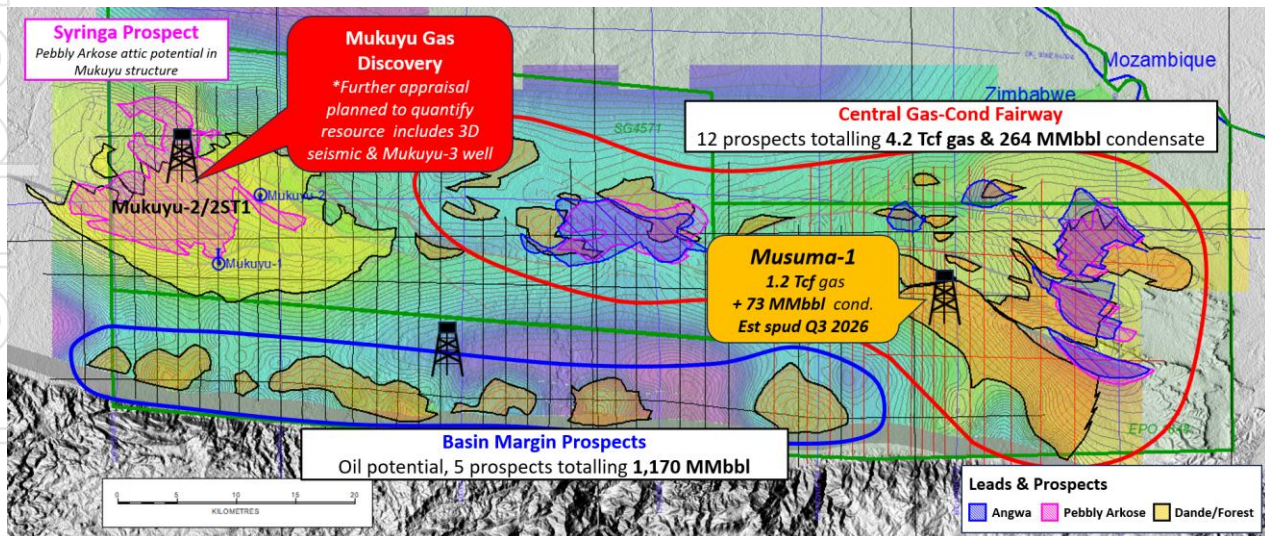 Syringa Prospect
Pebbly Arkose attic potential in
Mukuyu structure
Mukuyu Gas
Discovery
*Further appraisal
planned to quantify
resource includes 3D
seismic & Mukuyu-3 well
Mozambique
Zimbabwe
SG4571
Central Gas-Cond Fairway
12 prospects totalling 4.2 Tcf gas & 264 MMbbl condensate
Mukuyu-2
Mukuyu-2/2ST1
Mukuyu-1
Musuma-1
1.2 Tcf gas
+ 73 MMbbl cond.
Est spud Q3 2026
Basin Margin Prospects
Oil potential, 5 prospects totalling 1,170 MMbbl
EPO
0 5 10 15 20
KILOMETRES
Leads & Prospects
Angwa
Pebbly Arkose
Dande/Forest